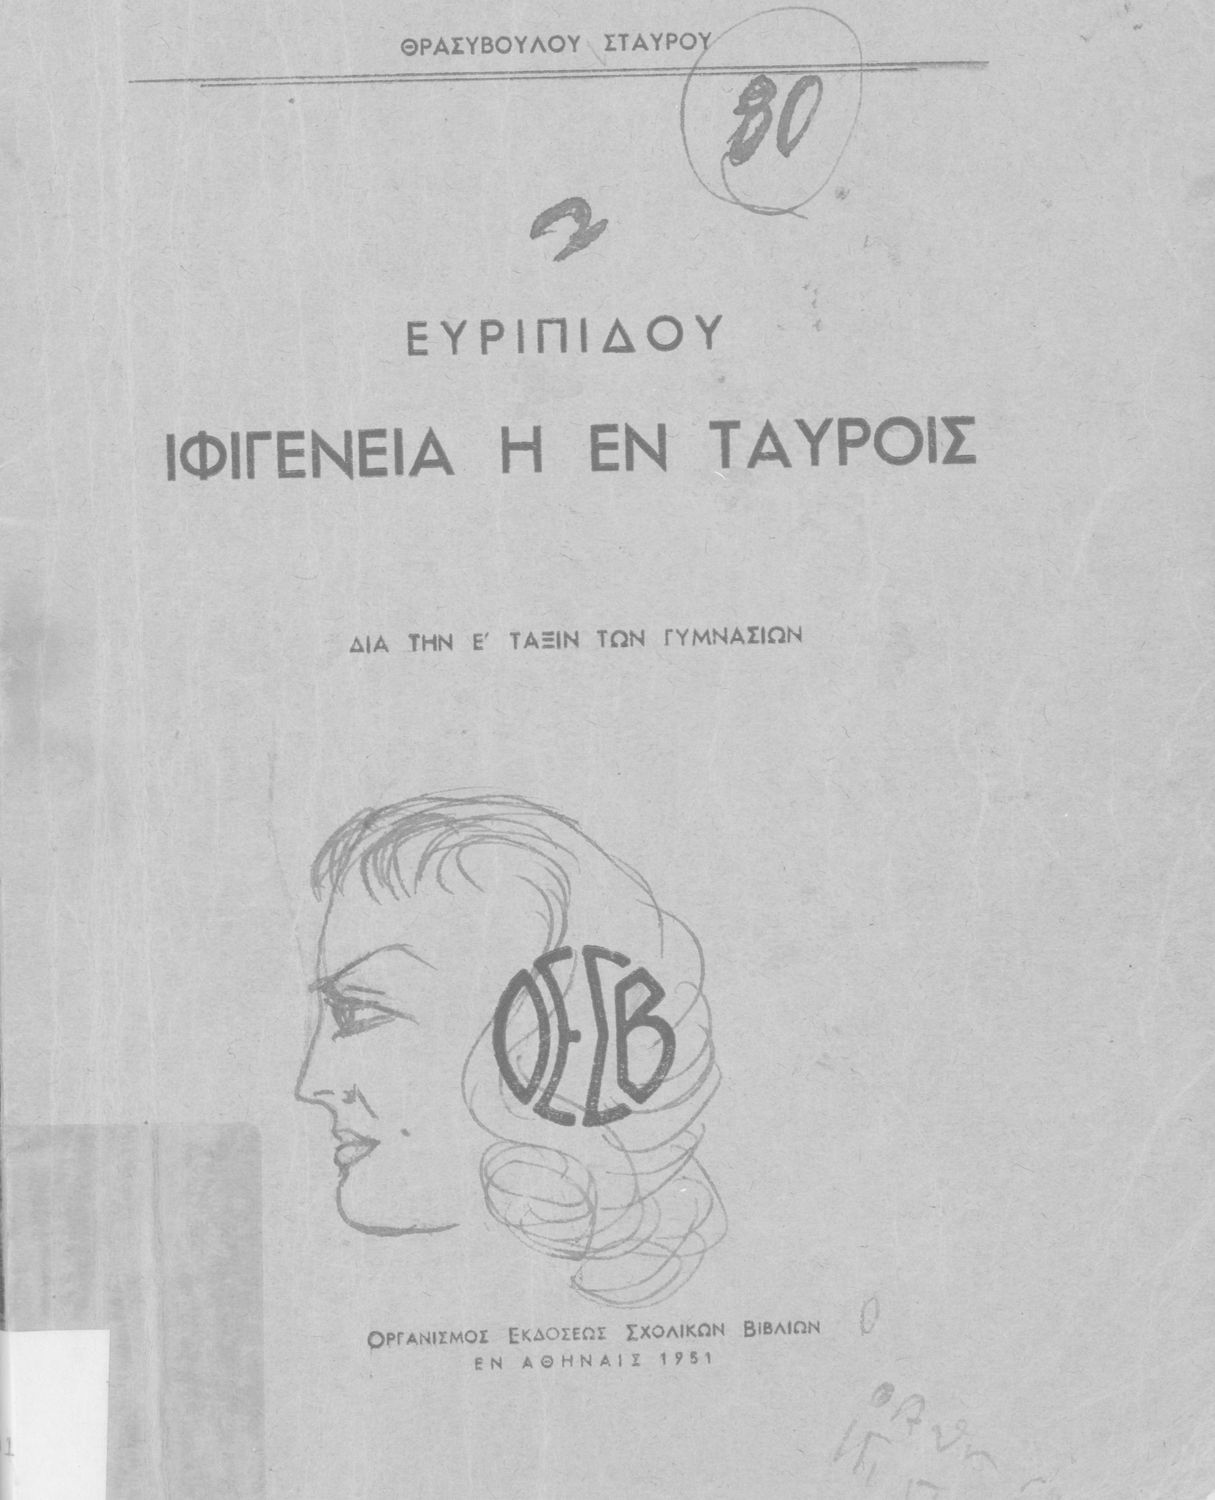 ΘΡΑΣΥΒΟΥΛΟΥ ΣΤΑΥΡΟΥ
80
2
ΕΥΡΙΠΙΔΟΥ
ΙΦΙΓΕΝΕΙΑ Η ΕΝ ΤΑΥΡΟΙΣ
ΔΙΑ ΤΗΝ Ε' ΤΑΞΙΝ ΤΩΝ ΓΥΜΝΑΣΙΩΝ
ΟΕΣΒ
ΟΡΓΑΝΙΣΜΟΣ ΕΚΔΟΣΕΩΣ ΣΧΟΛΙΚΩΝ ΒΙΒΛΙΩΝ
ΕΝ ΑΘΗΝΑΙΣ 1951